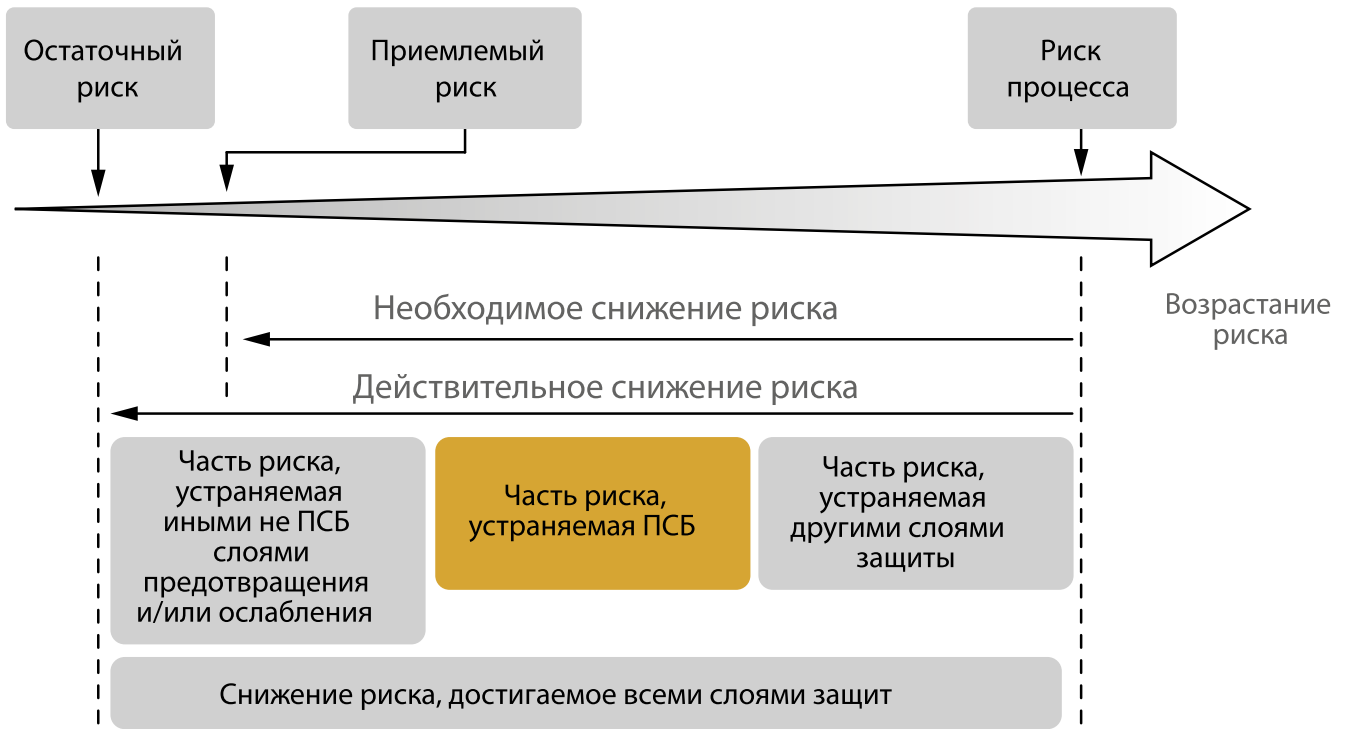 Остаточный
риск
Приемлемый
риск
Риск
процесса
Необходимое снижение риска
Возрастание
риска
Действительное снижение риска
Часть риска,
устраняемая
иными не ПСБ
слоями
предотвращения
и/или ослабления
Часть риска,
устраняемая ПСБ
Часть риска,
устраняемая
другими слоями
защиты
Снижение риска, достигаемое всеми слоями защит